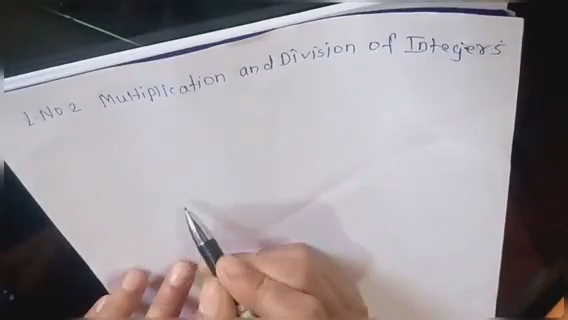 L.No 2 Multiplication and Division of Integers